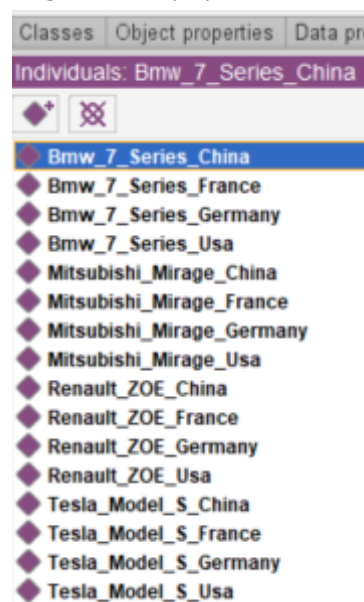 Classes Object properties Data pr
Individuals: Bmw_7_Series_China
Bmw_7_Series_China
Bmw_7_Series_France
Bmw_7_Series_Germany
Bmw_7_Series_Usa
Mitsubishi_Mirage_China
Mitsubishi_Mirage_France
Mitsubishi_Mirage_Germany
Mitsubishi_Mirage_Usa
Renault_ZOE_China
Renault_ZOE_France
Renault_ZOE_Germany
Renault_ZOE_Usa
Tesla_Model_S_China
Tesla_Model_S_France
Tesla_Model_S_Germany
Tesla_Model_S_Usa